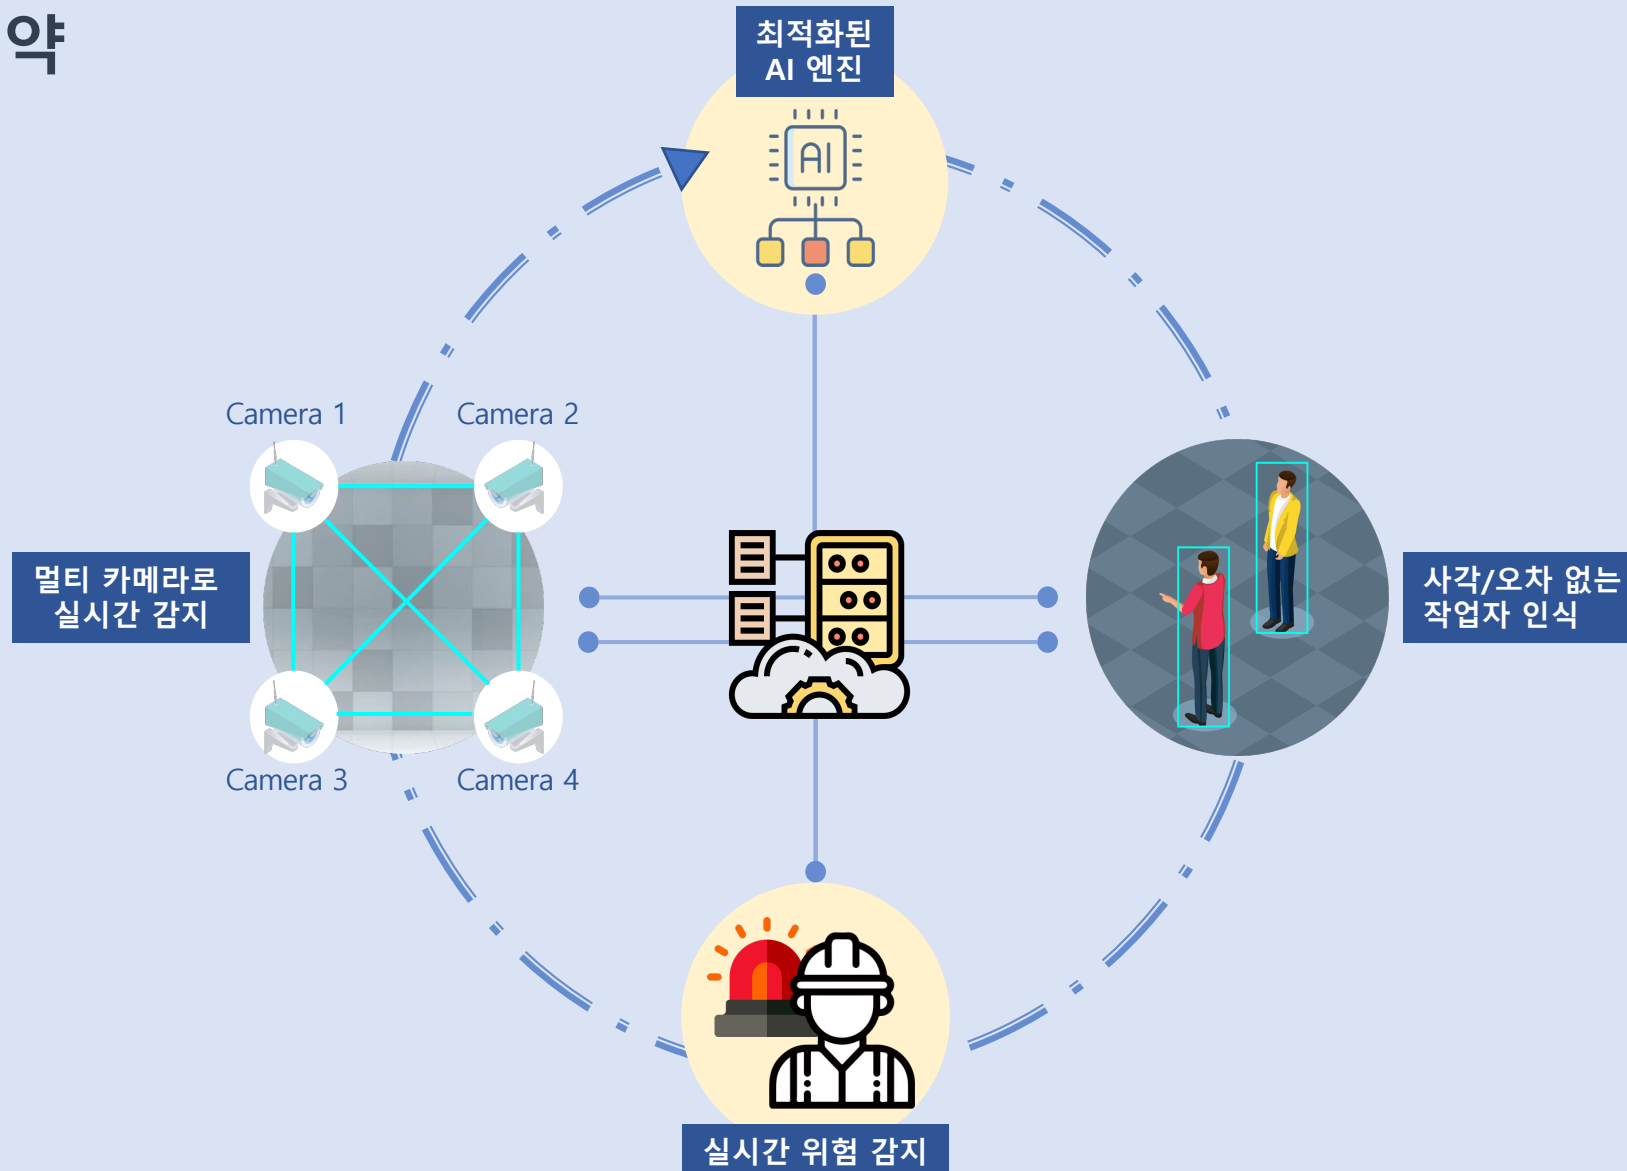 약
최적화된
AI 엔진
AI
Camera 1
Camera 2
멀티 카메라로
실시간 감지
사각/오차 없는
작업자 인식
Camera 3
Camera 4
실시간 위험 감지